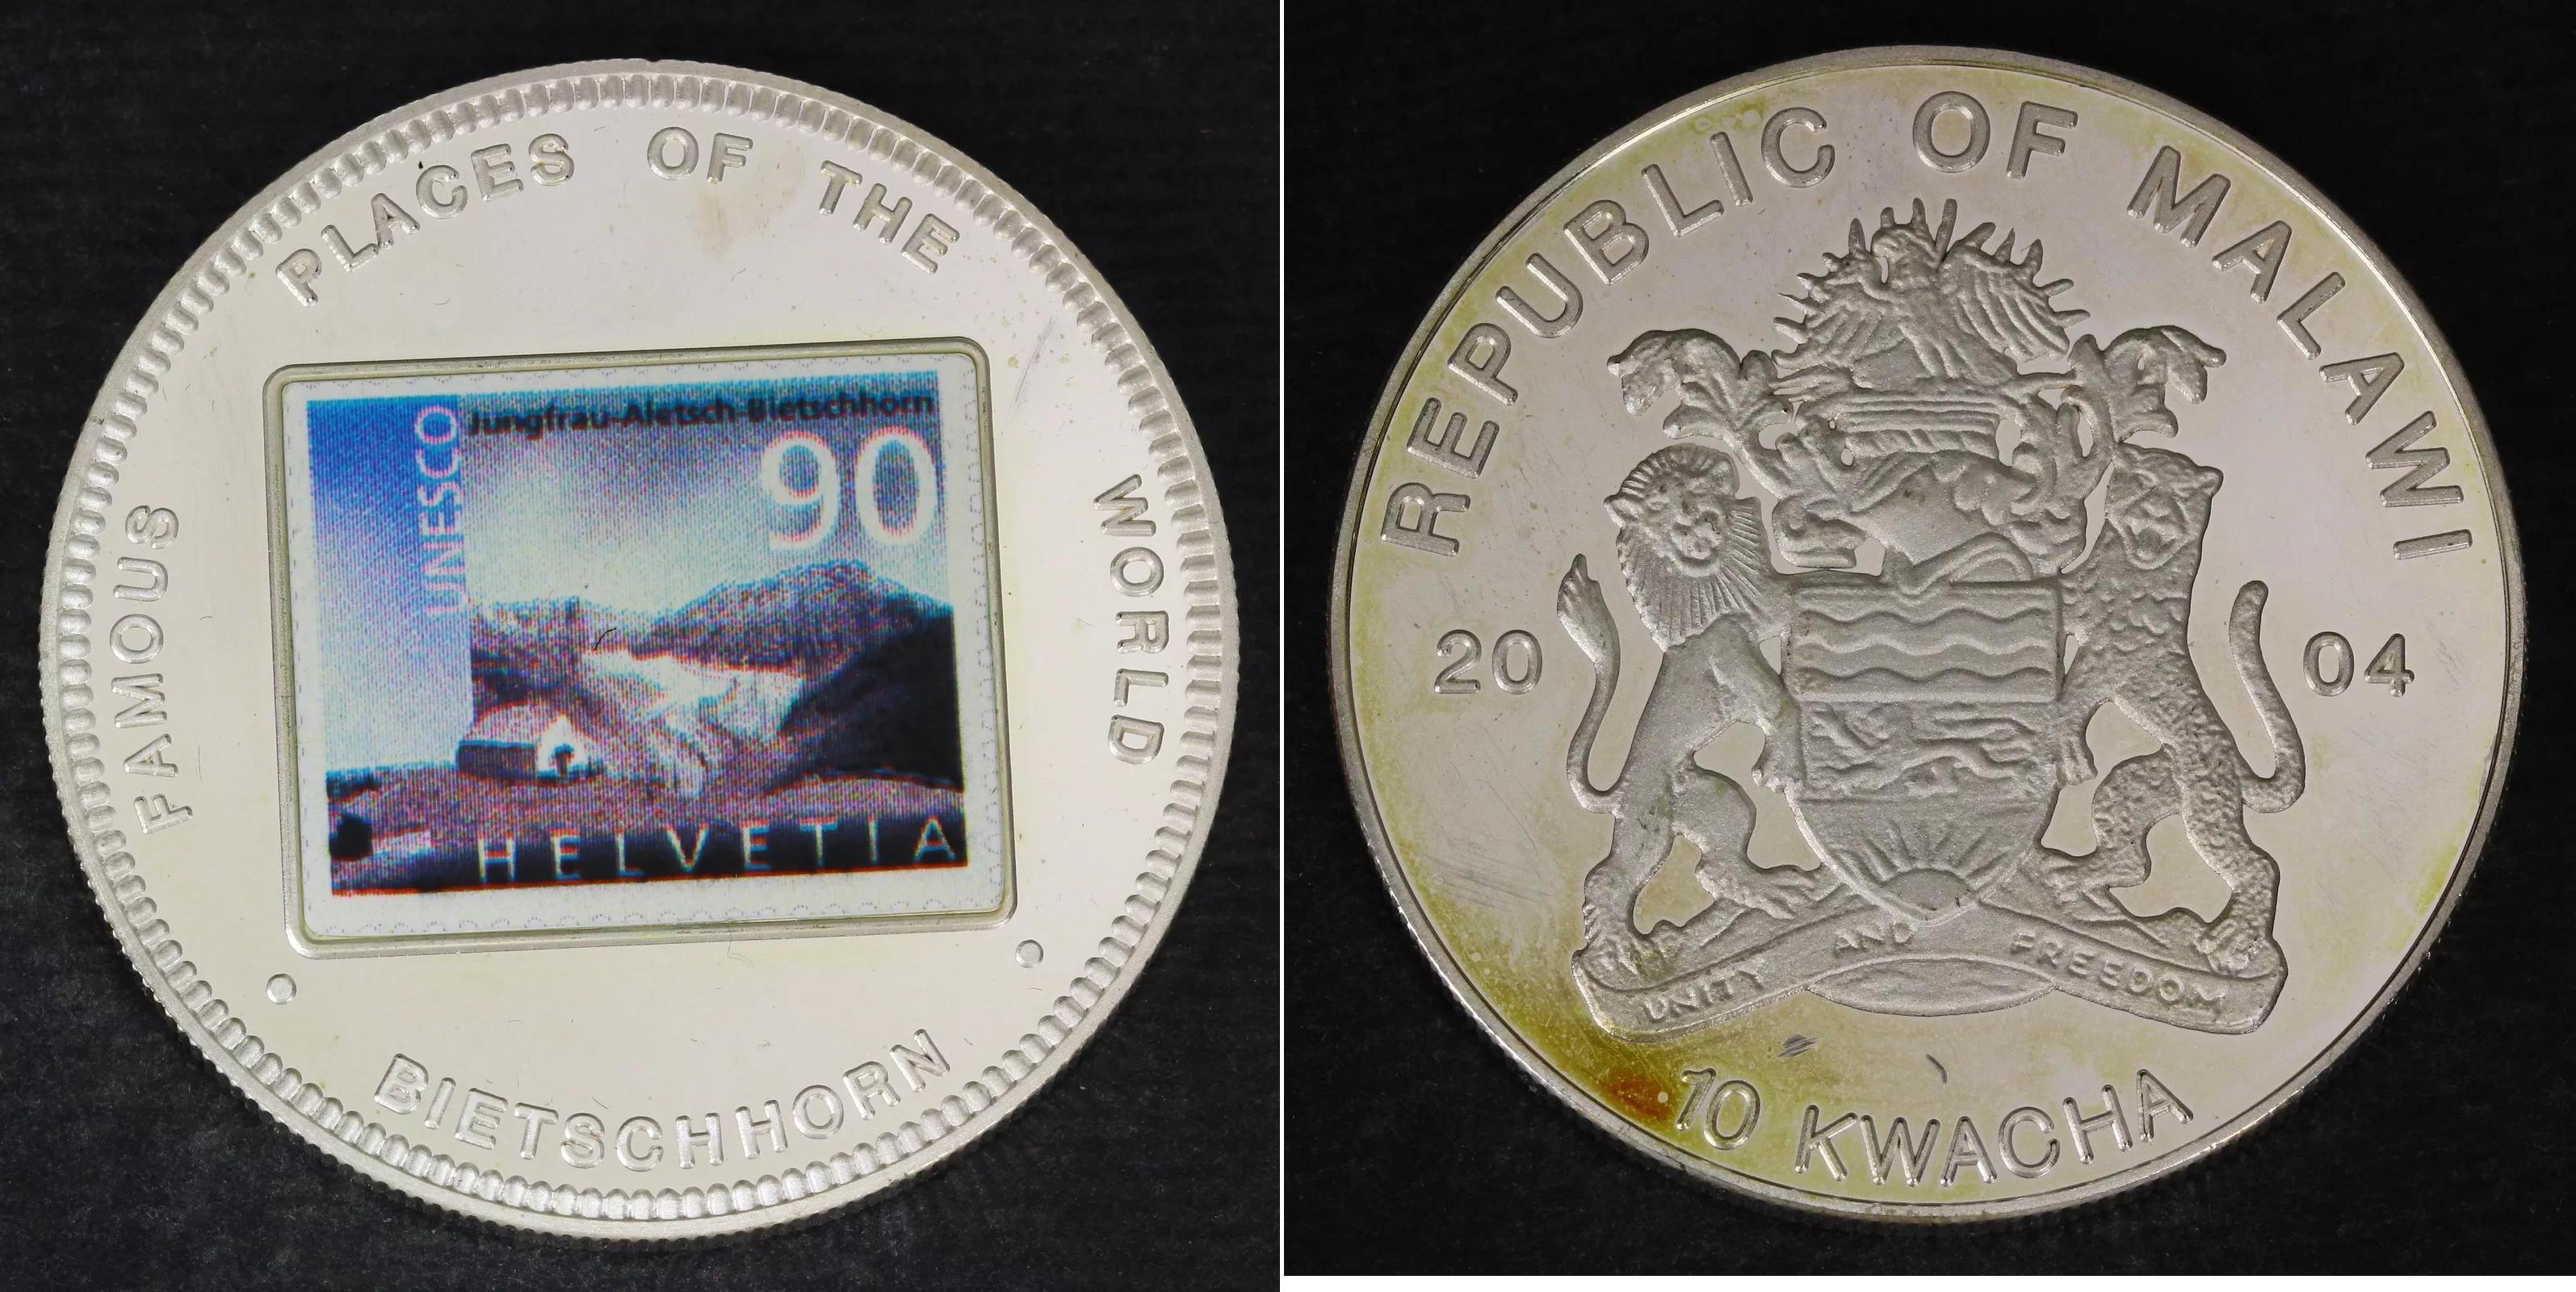 FAMOUS PLACES OF THE WORLD
UNESCO
Jungfrau-Aletsch-Bietschhorn
90
HELVETIA
BIETSCHHORN
REPUBLIC OF MALAWI
20 04
UNITY AND FREEDOM
10 KWACHA